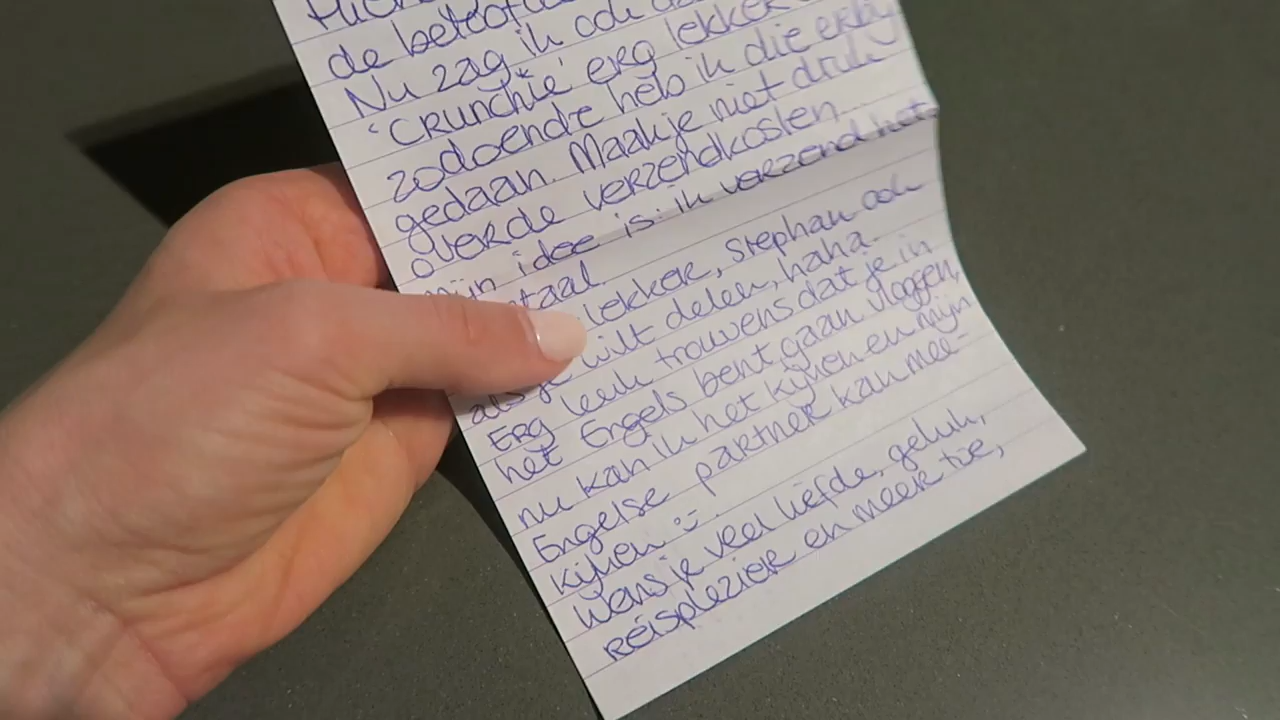 de
Nu zag ik ook
'CRUNCHIE' erg lekker
zodoende heb ik die erbij
gedaan. Maak je niet druk
over de verzendkosten.
mijn idee is: ik verzend het
lekker, Stephan ook
als je wilt delen, haha.
Erg leuk trouwens dat je in
het Engels bent gaan vloggen,
nu kan ik het kijken en mijn
Engelse partner kan mee-
kijken :-).
Wens je veel liefde, geluk,
reisplezier en meer toe,